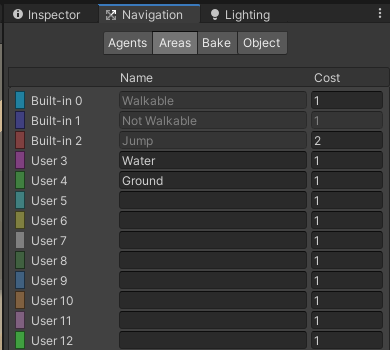 Inspector Navigation Lighting
Agents Areas Bake Object
Name Cost
Built-in 0 Walkable 1
Built-in 1 Not Walkable 1
Built-in 2 Jump 2
User 3 Water 1
User 4 Ground 1
User 5 1
User 6 1
User 7 1
User 8 1
User 9 1
User 10 1
User 11 1
User 12 1